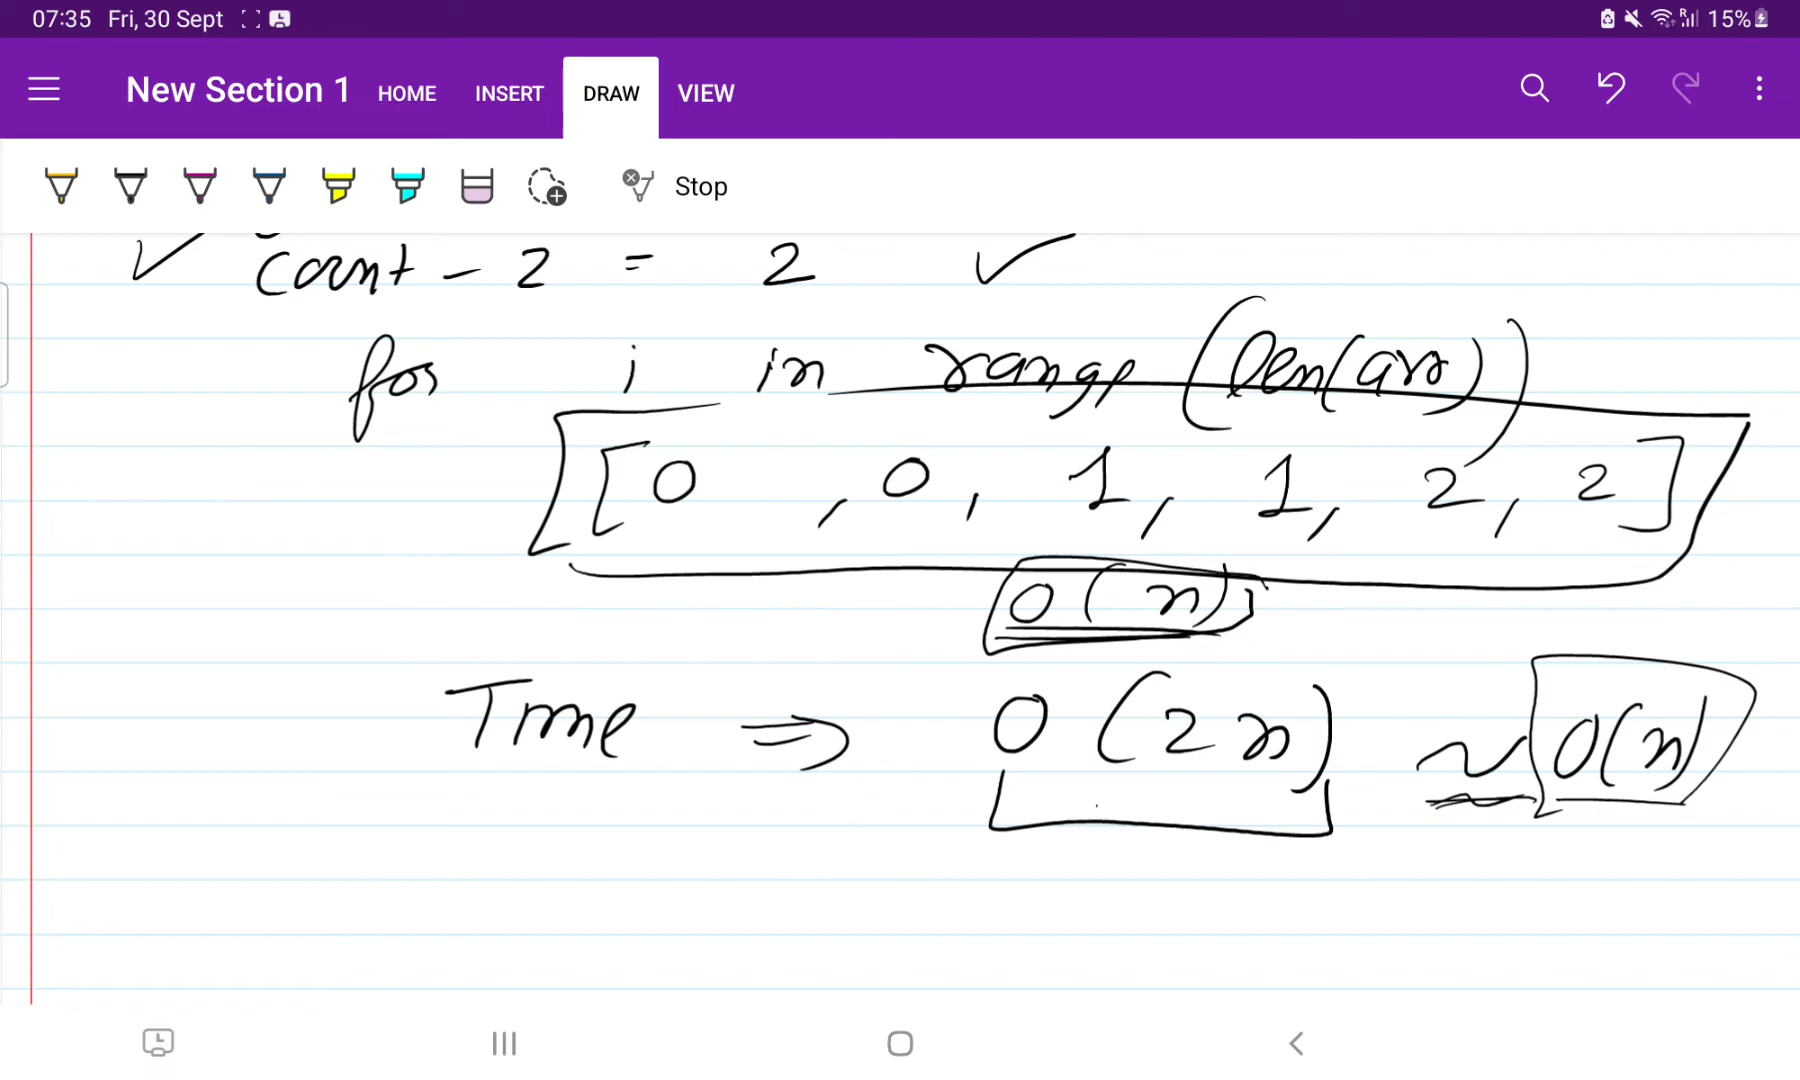 07:35 Fri, 30 Sept 15%
New Section 1 HOME INSERT DRAW VIEW
Stop
✓ count - 2 = 2 ✓
for i in range (len(arr))
[0 , 0, 1, 1, 2, 2]
O(n)
Time ⇒ O(2n) ~ O(n)